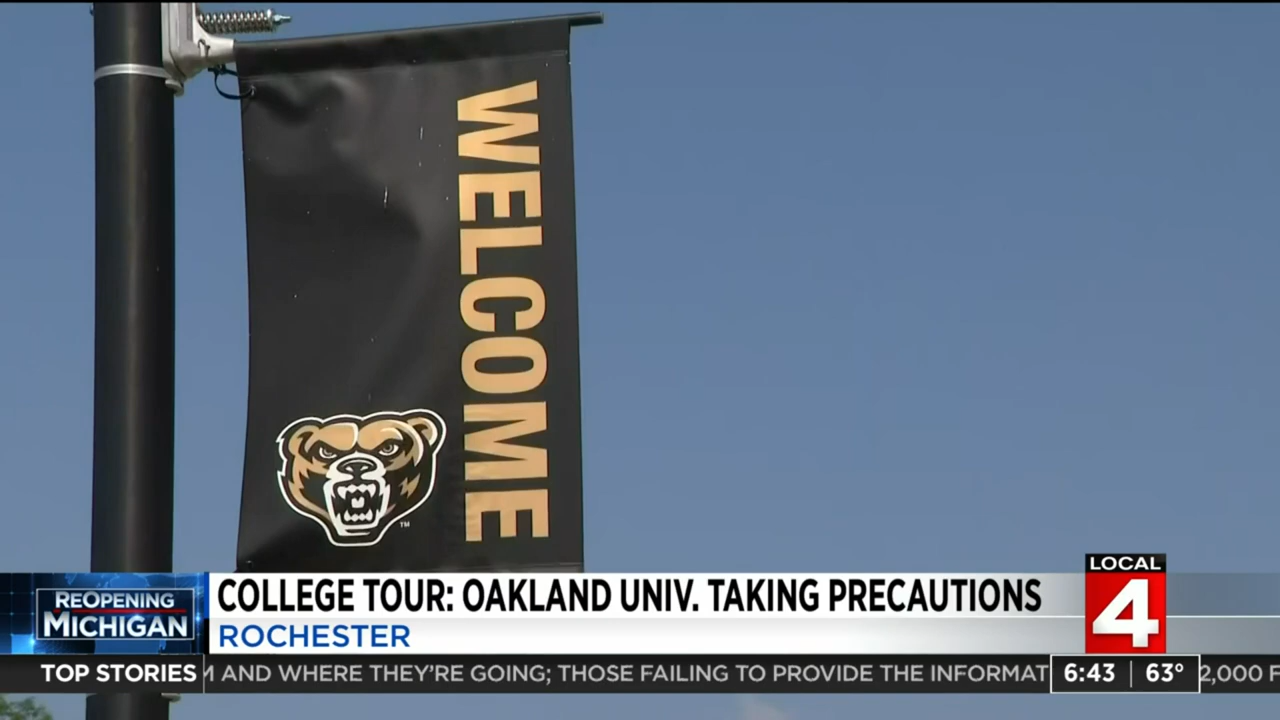 WELCOME
TM
LOCAL
4
REOPENING
MICHIGAN
COLLEGE TOUR: OAKLAND UNIV. TAKING PRECAUTIONS
ROCHESTER
TOP STORIES
AND WHERE THEY'RE GOING; THOSE FAILING TO PROVIDE THE
6:43 63°
2,000